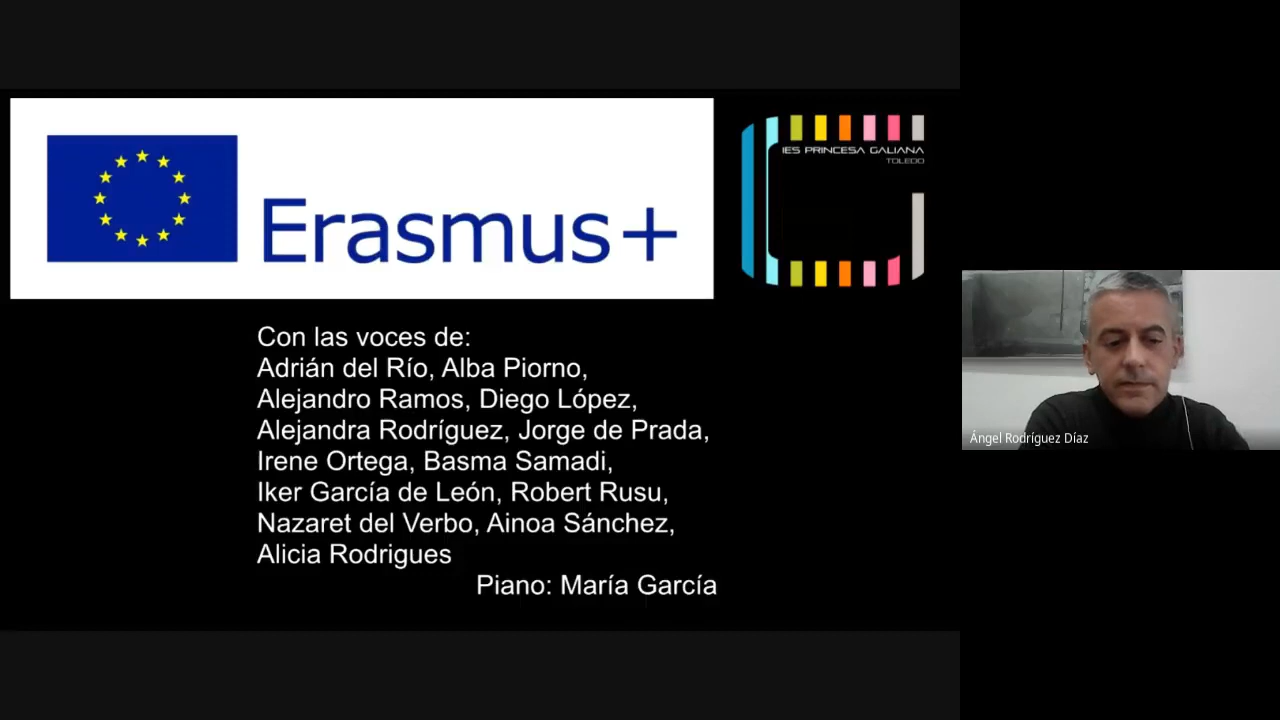 Erasmus+
IES PRINCESA GALIANA
TOLEDO
Con las voces de:
Adrián del Río, Alba Piorno,
Alejandro Ramos, Diego López,
Alejandra Rodríguez, Jorge de Prada,
Irene Ortega, Basma Samadi,
Iker García de León, Robert Rusu,
Nazaret del Verbo, Ainoa Sánchez,
Alicia Rodrigues
Piano: María García
Ángel Rodríguez Díaz